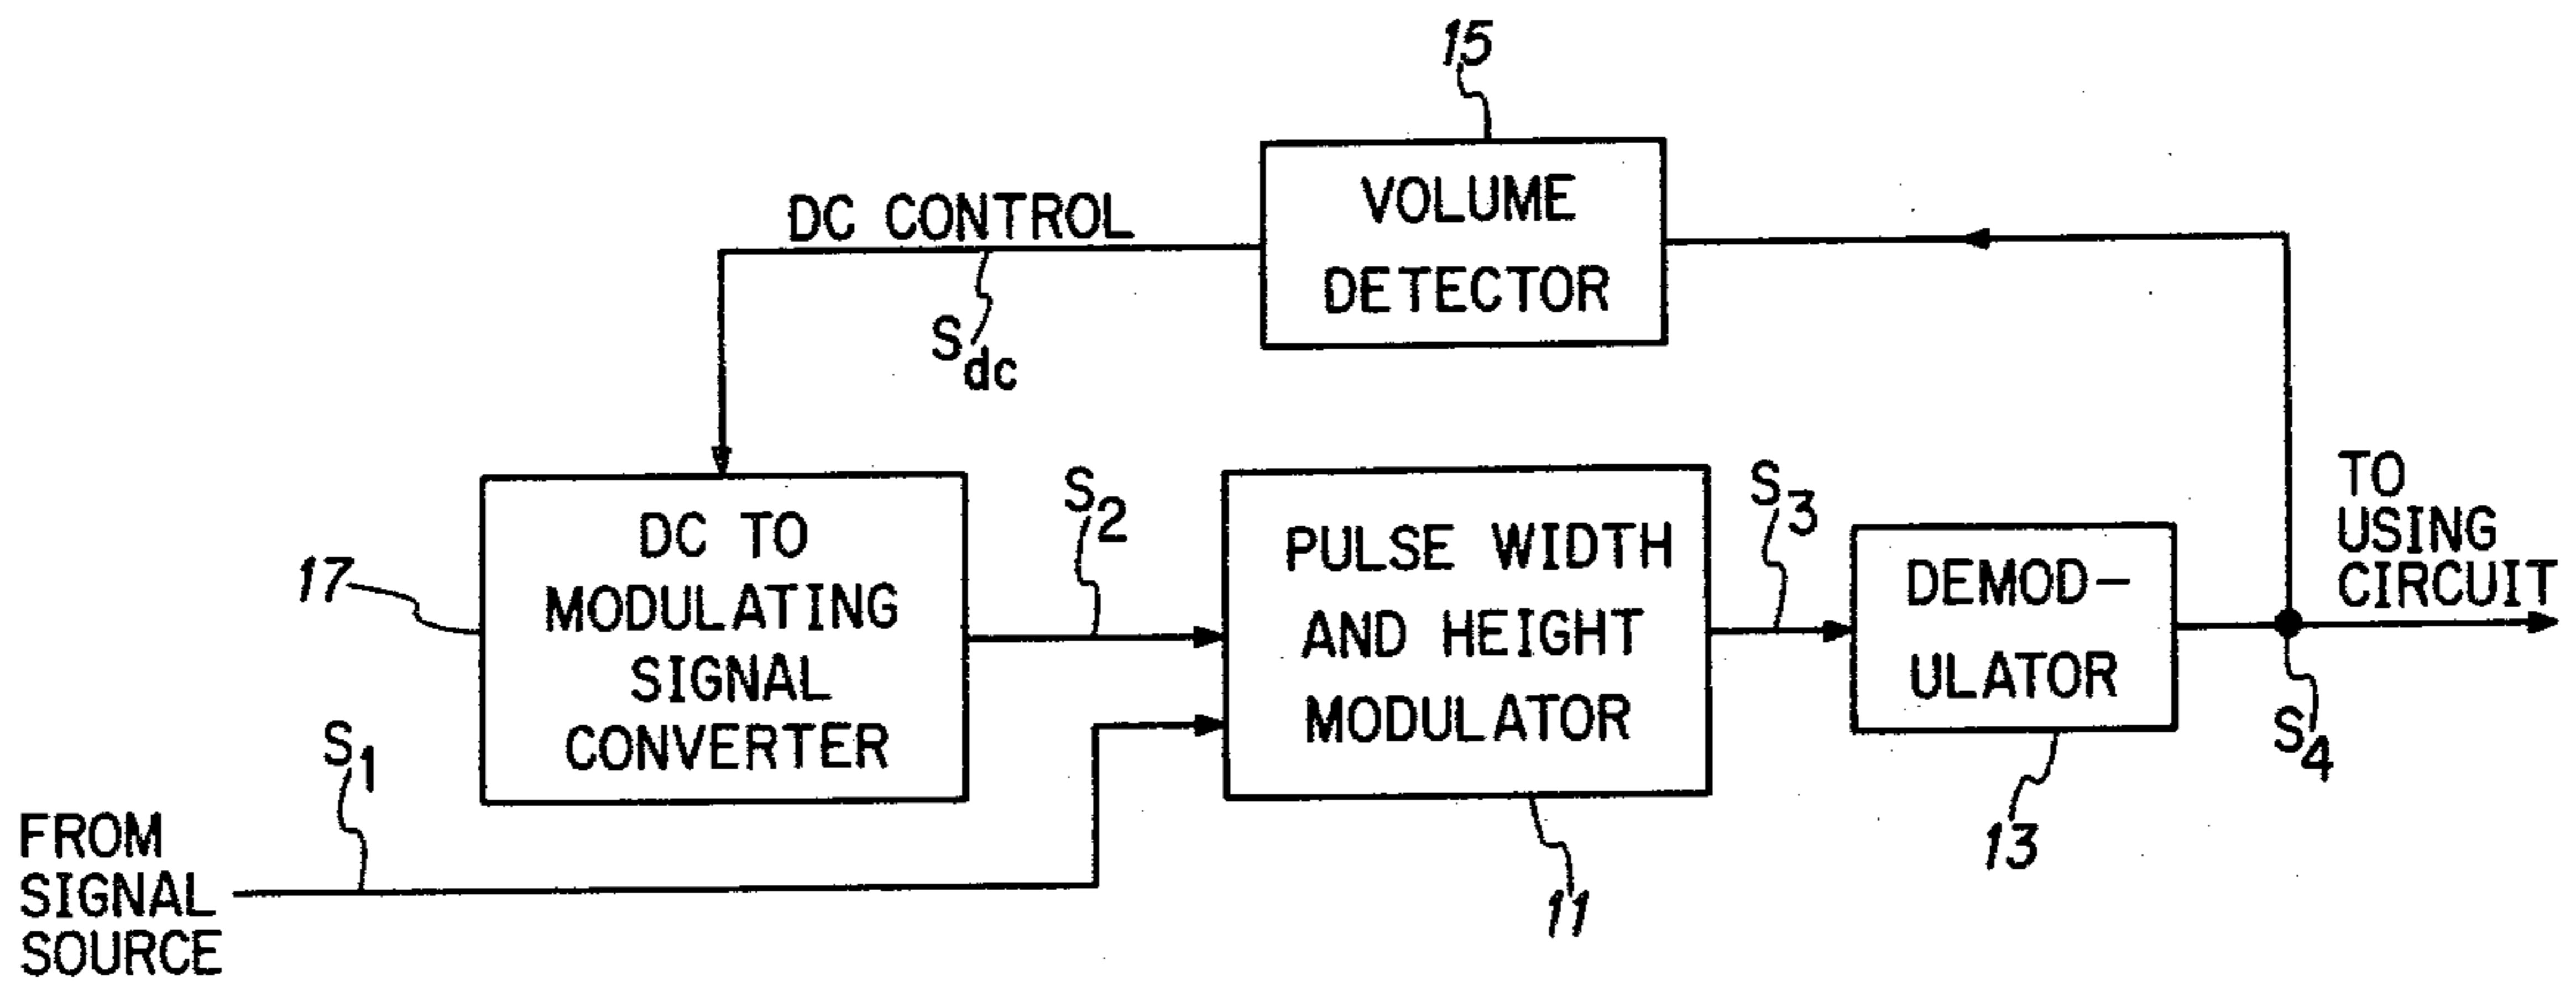 15
VOLUME
DETECTOR
DC CONTROL
Sdc
17
DC TO
MODULATING
SIGNAL
CONVERTER
S2
PULSE WIDTH
AND HEIGHT
MODULATOR
11
S3
DEMOD-
ULATOR
13
TO
USING
CIRCUIT
S4
S1
FROM
SIGNAL
SOURCE